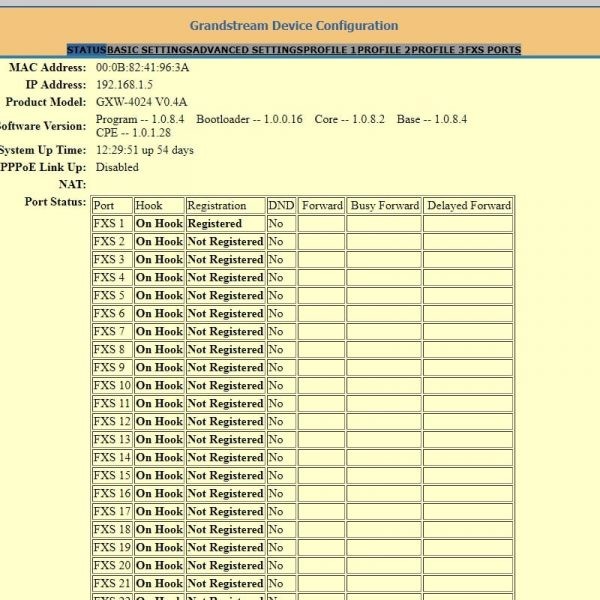 Grandstream Device Configuration
STATUS BASIC SETTINGS ADVANCED SETTINGS PROFILE 1 PROFILE 2 PROFILE 3 FXS PORTS
MAC Address: 00:0B:82:41:96:3A
IP Address: 192.168.1.5
Product Model: GXW-4024 V0.4A
oftware Version: Program -- 1.0.8.4 Bootloader -- 1.0.0.16 Core -- 1.0.8.2 Base -- 1.0.8.4
CPE -- 1.0.1.28
System Up Time: 12:29:51 up 54 days
PPPoE Link Up: Disabled
NAT:
Port Status: Port Hook Registration DND Forward Busy Forward Delayed Forward
FXS 1 On Hook Registered No
FXS 2 On Hook Not Registered No
FXS 3 On Hook Not Registered No
FXS 4 On Hook Not Registered No
FXS 5 On Hook Not Registered No
FXS 6 On Hook Not Registered No
FXS 7 On Hook Not Registered No
FXS 8 On Hook Not Registered No
FXS 9 On Hook Not Registered No
FXS 10 On Hook Not Registered No
FXS 11 On Hook Not Registered No
FXS 12 On Hook Not Registered No
FXS 13 On Hook Not Registered No
FXS 14 On Hook Not Registered No
FXS 15 On Hook Not Registered No
FXS 16 On Hook Not Registered No
FXS 17 On Hook Not Registered No
FXS 18 On Hook Not Registered No
FXS 19 On Hook Not Registered No
FXS 20 On Hook Not Registered No
FXS 21 On Hook Not Registered No